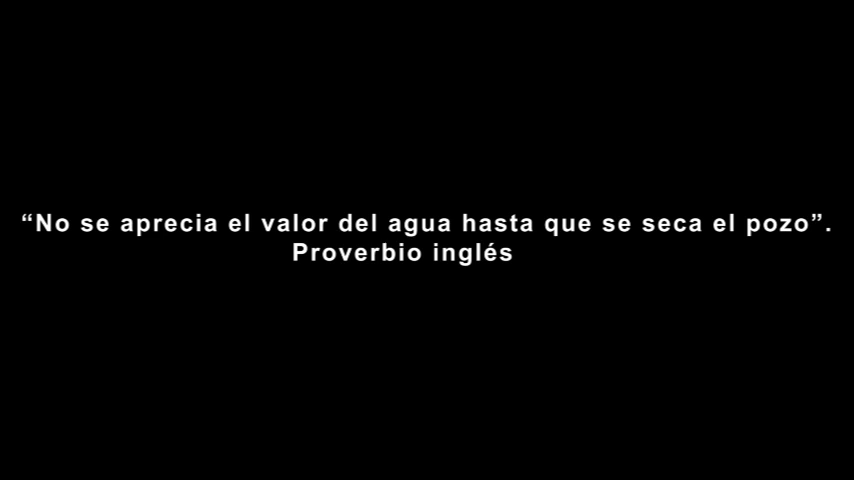 “No se aprecia el valor del agua hasta que se seca el pozo”.
Proverbio inglés